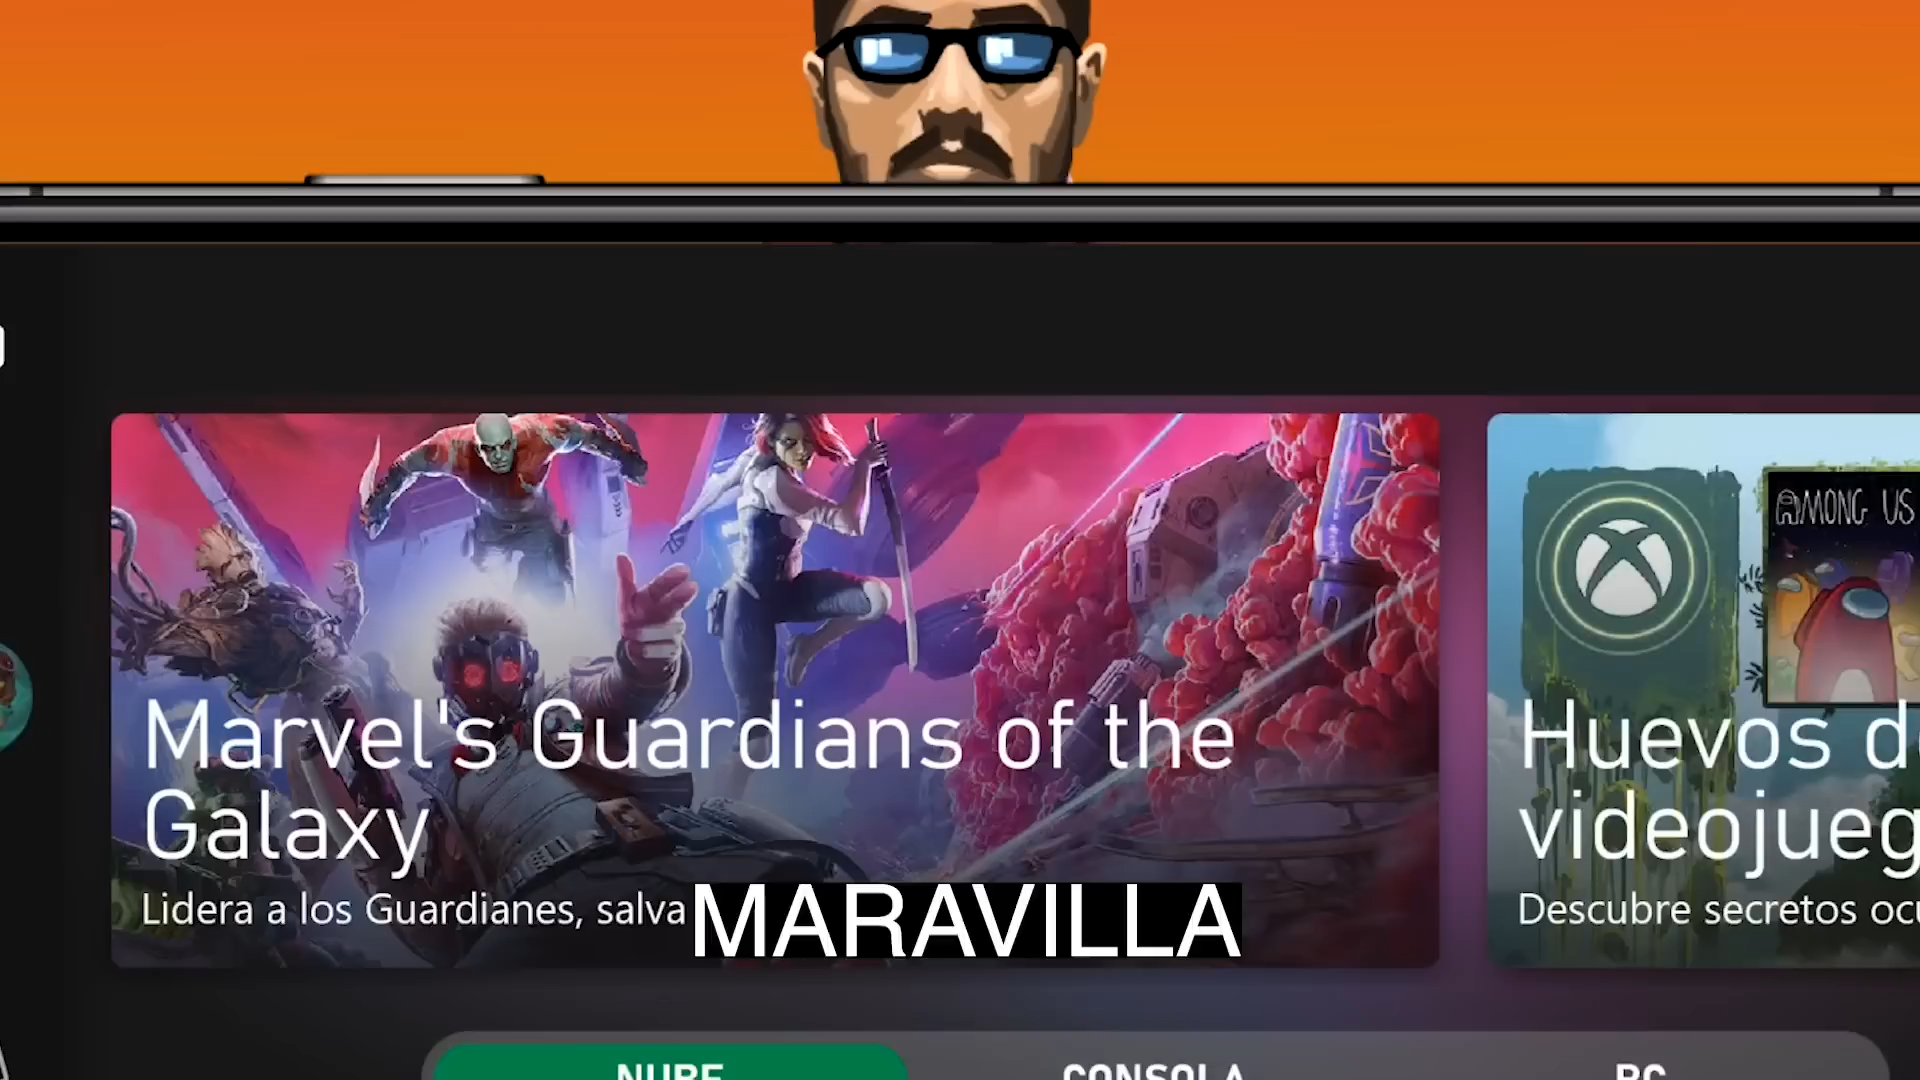 AMONG US
Marvel's Guardians of the
Galaxy
Lidera a los Guardianes, salva
MARAVILLA
Huevos d
videojueg
Descubre secretos ocu
NUBE
CONSOLA
PC